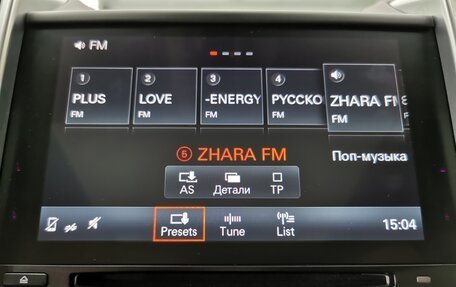 FM
1 2 3 4
PLUS LOVE -ENERGY РУССКО ZHARA FM
FM FM FM FM FM
5 ZHARA FM Поп-музыка
AS Детали TP
Presets Tune List 15:04